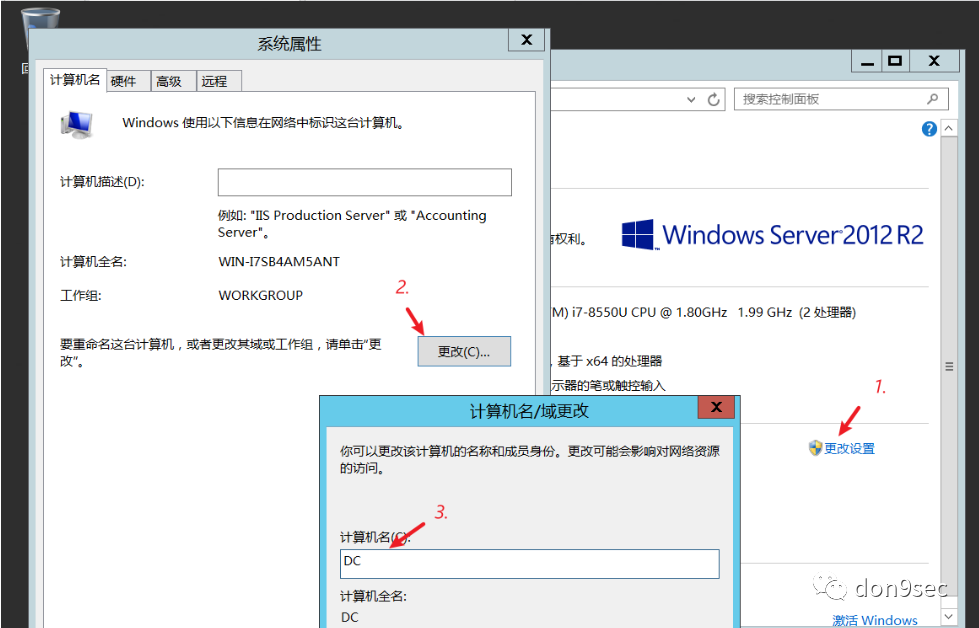 系统属性
计算机名 硬件 高级 远程
Windows 使用以下信息在网络中标识这台计算机。
计算机描述(D):
例如: "IIS Production Server" 或 "Accounting
Server"。
计算机全名: WIN-I7SB4AM5ANT
工作组: WORKGROUP
2.
要重命名这台计算机，或者更改其域或工作组，请单击"更
改"。
更改(C)...
搜索控制面板
有权利。
Windows Server 2012 R2
M) i7-8550U CPU @ 1.80GHz 1.99 GHz (2 处理器)
, 基于 x64 的处理器
示器的笔或触控输入
1.
更改设置
计算机名/域更改
你可以更改该计算机的名称和成员身份。更改可能会影响对网络资源
的访问。
3.
计算机名(C):
DC
计算机全名:
DC
don9sec
激活 Windows